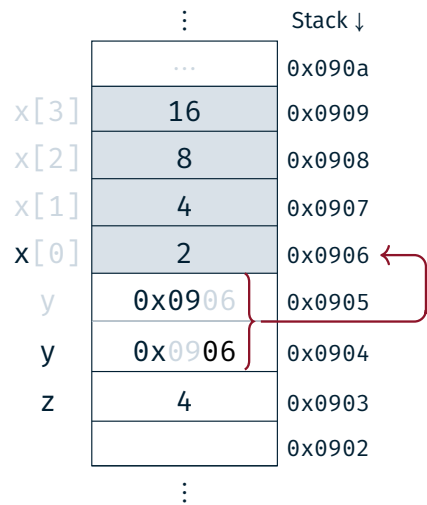 ⋮ Stack ↓
... 0x090a
x[3] 16 0x0909
x[2] 8 0x0908
x[1] 4 0x0907
x[0] 2 0x0906
y 0x0906 0x0905
y 0x0906 0x0904
z 4 0x0903
0x0902
⋮